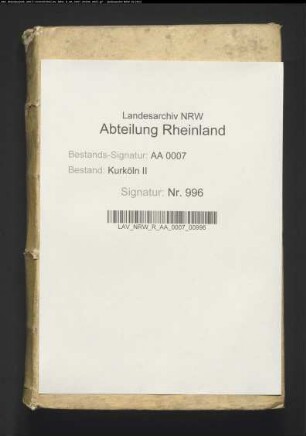 Landesarchiv NRW
Abteilung Rheinland
Bestands-Signatur: AA 0007
Bestand: Kurköln II
Signatur: Nr. 996
LAV_NRW_R_AA_0007_00996